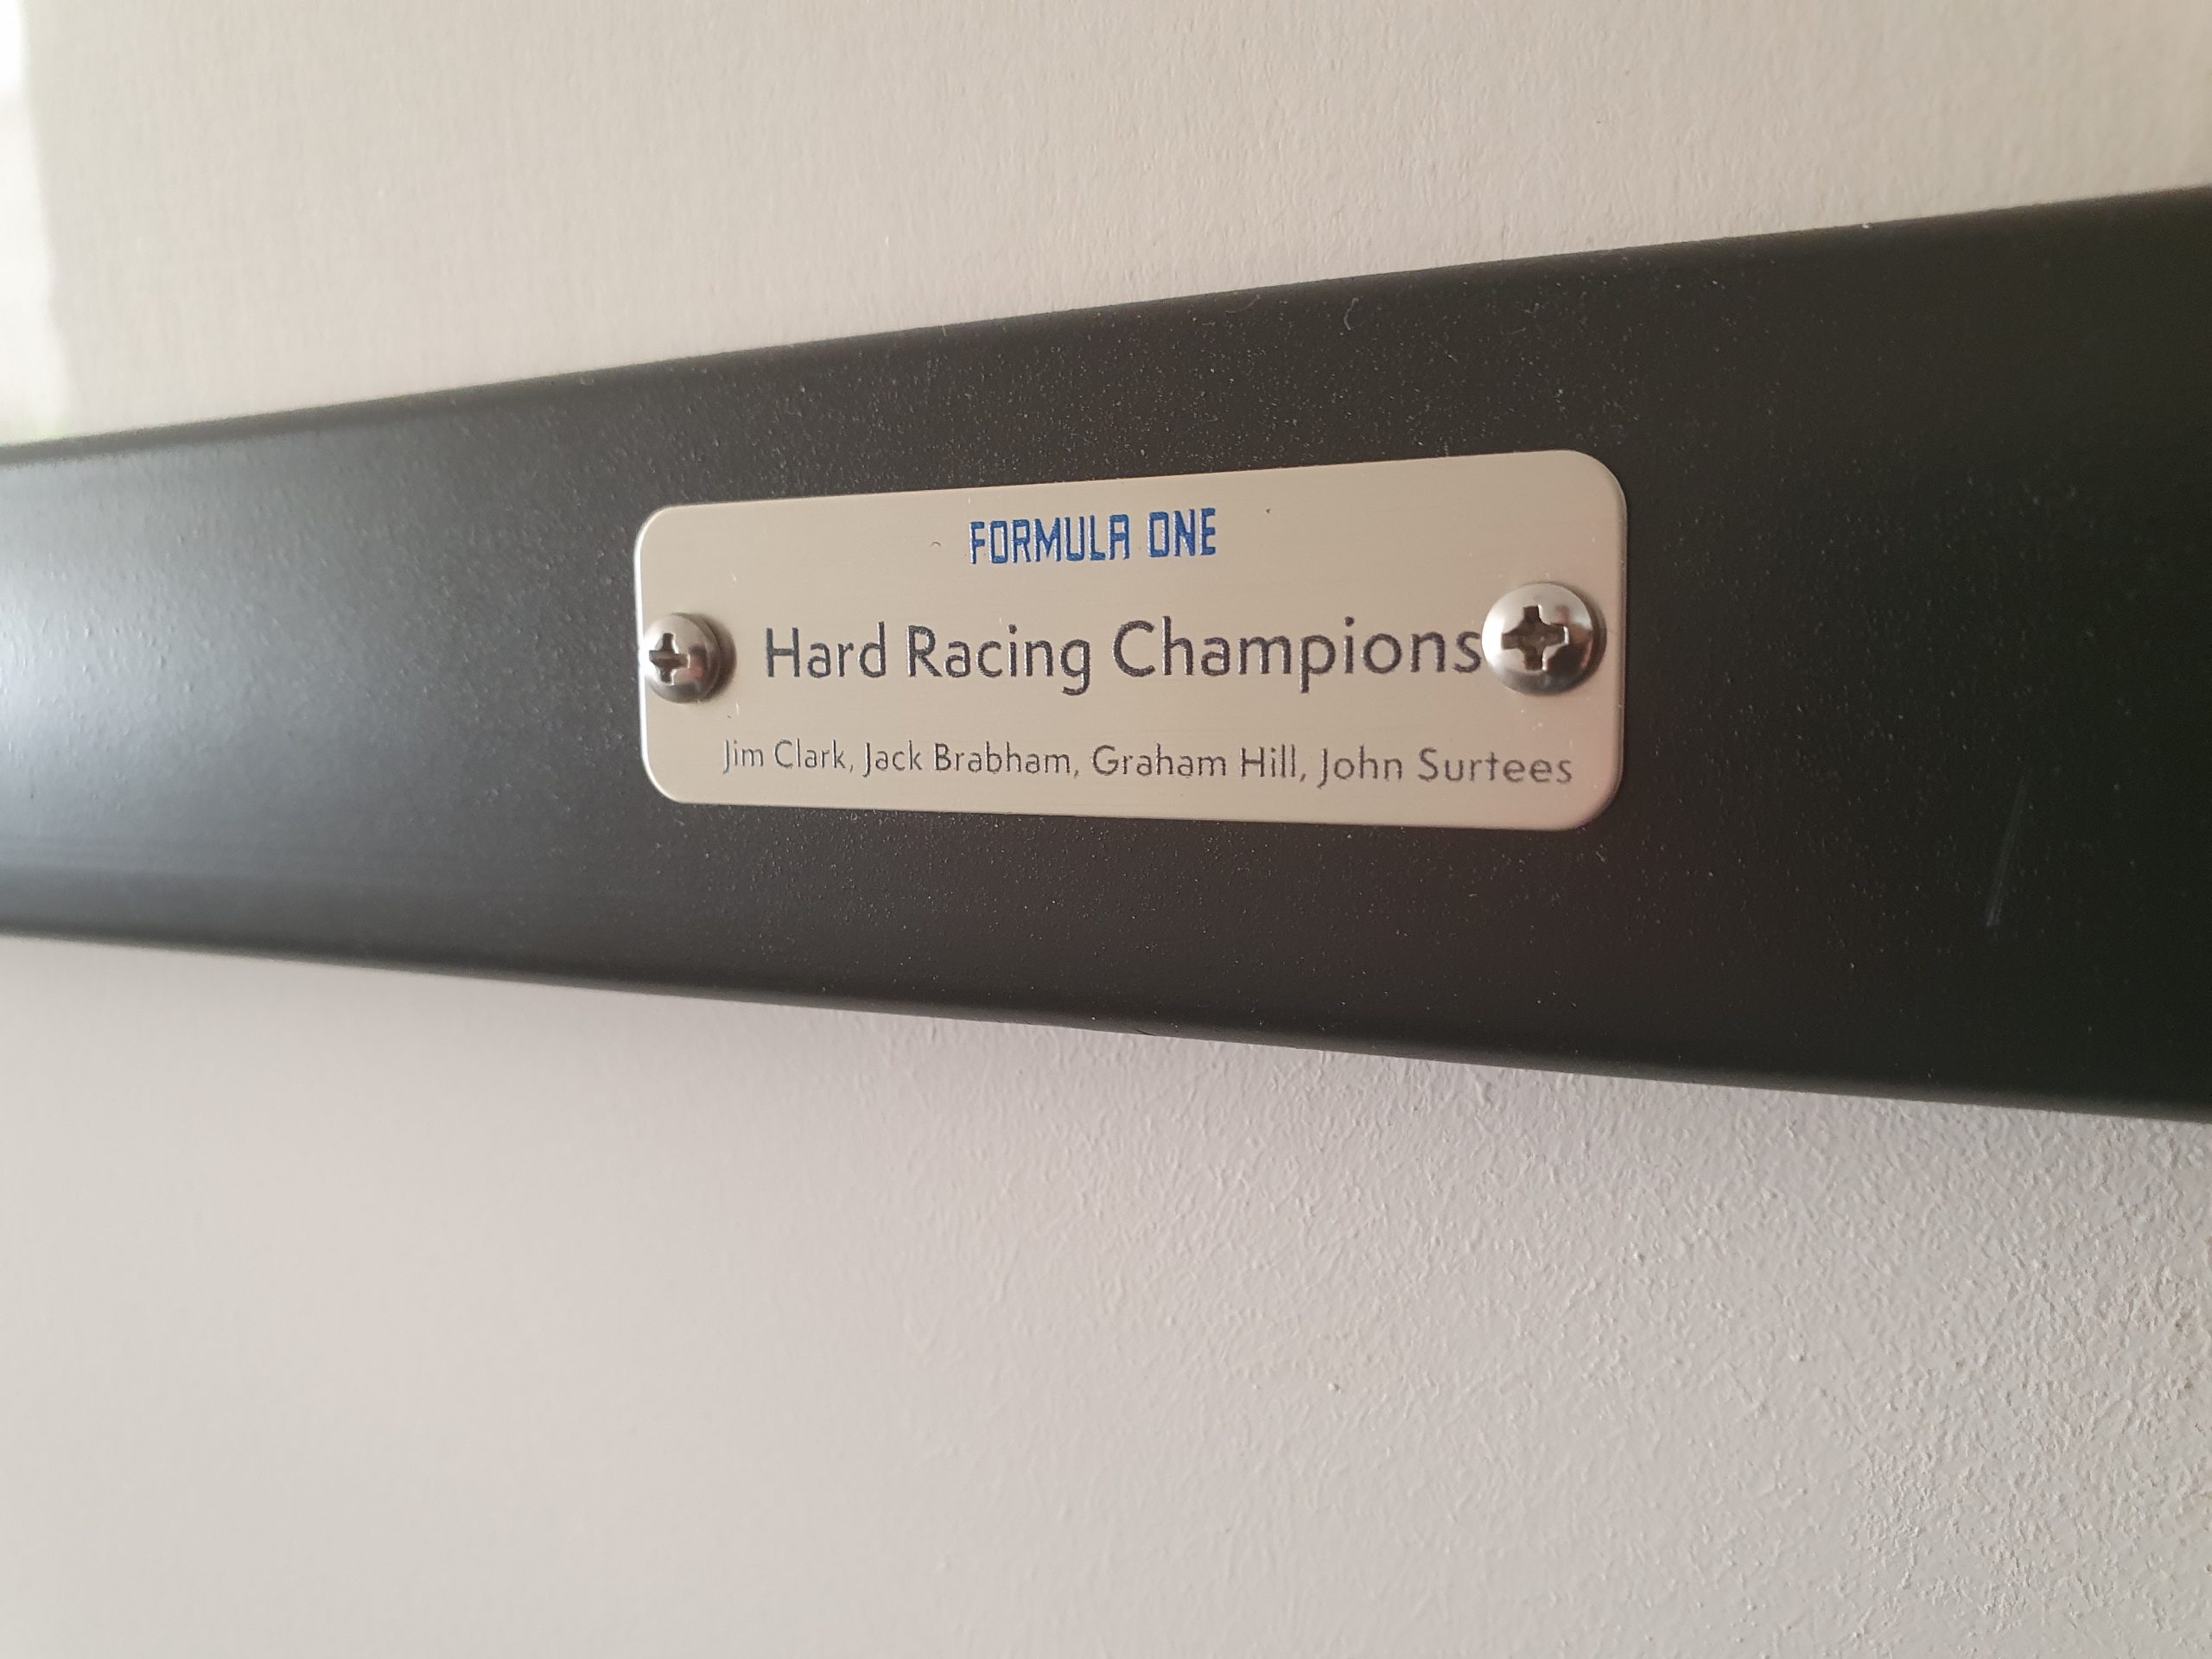 FORMULA ONE
Hard Racing Champions
Jim Clark, Jack Brabham, Graham Hill, John Surtees